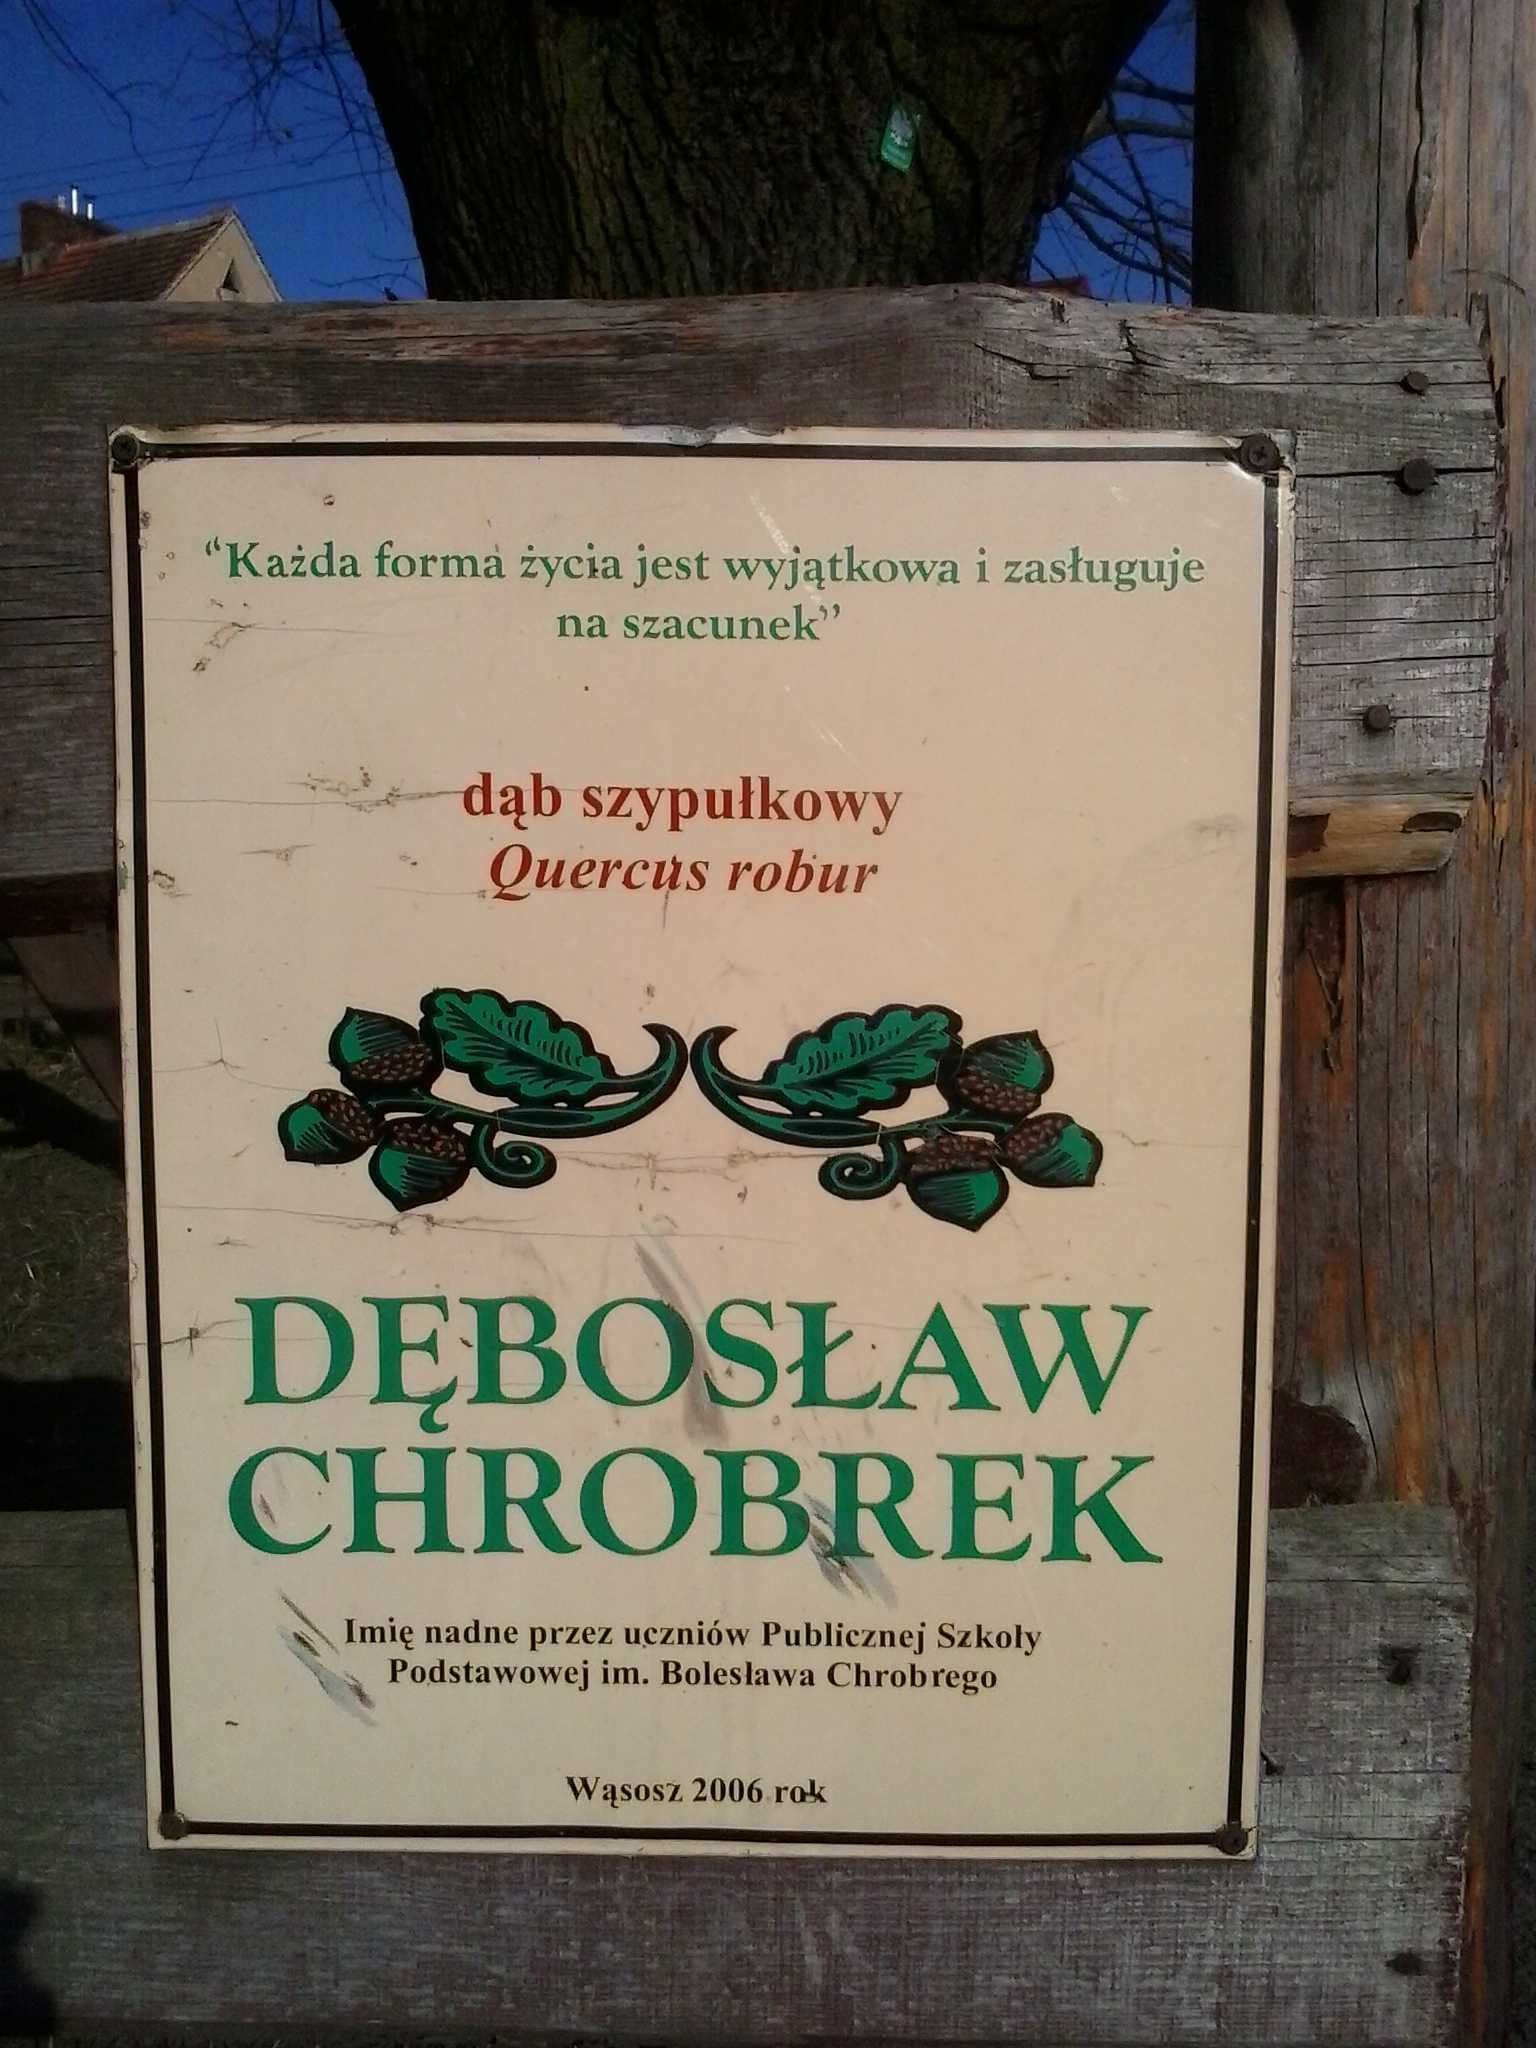 “Każda forma życia jest wyjątkowa i zasługuje
na szacunek”
dąb szypułkowy
Quercus robur
DĘBOSŁAW
CHROBREK
Imię nadne przez uczniów Publicznej Szkoły
Podstawowej im. Bolesława Chrobrego
Wąsosz 2006 rok